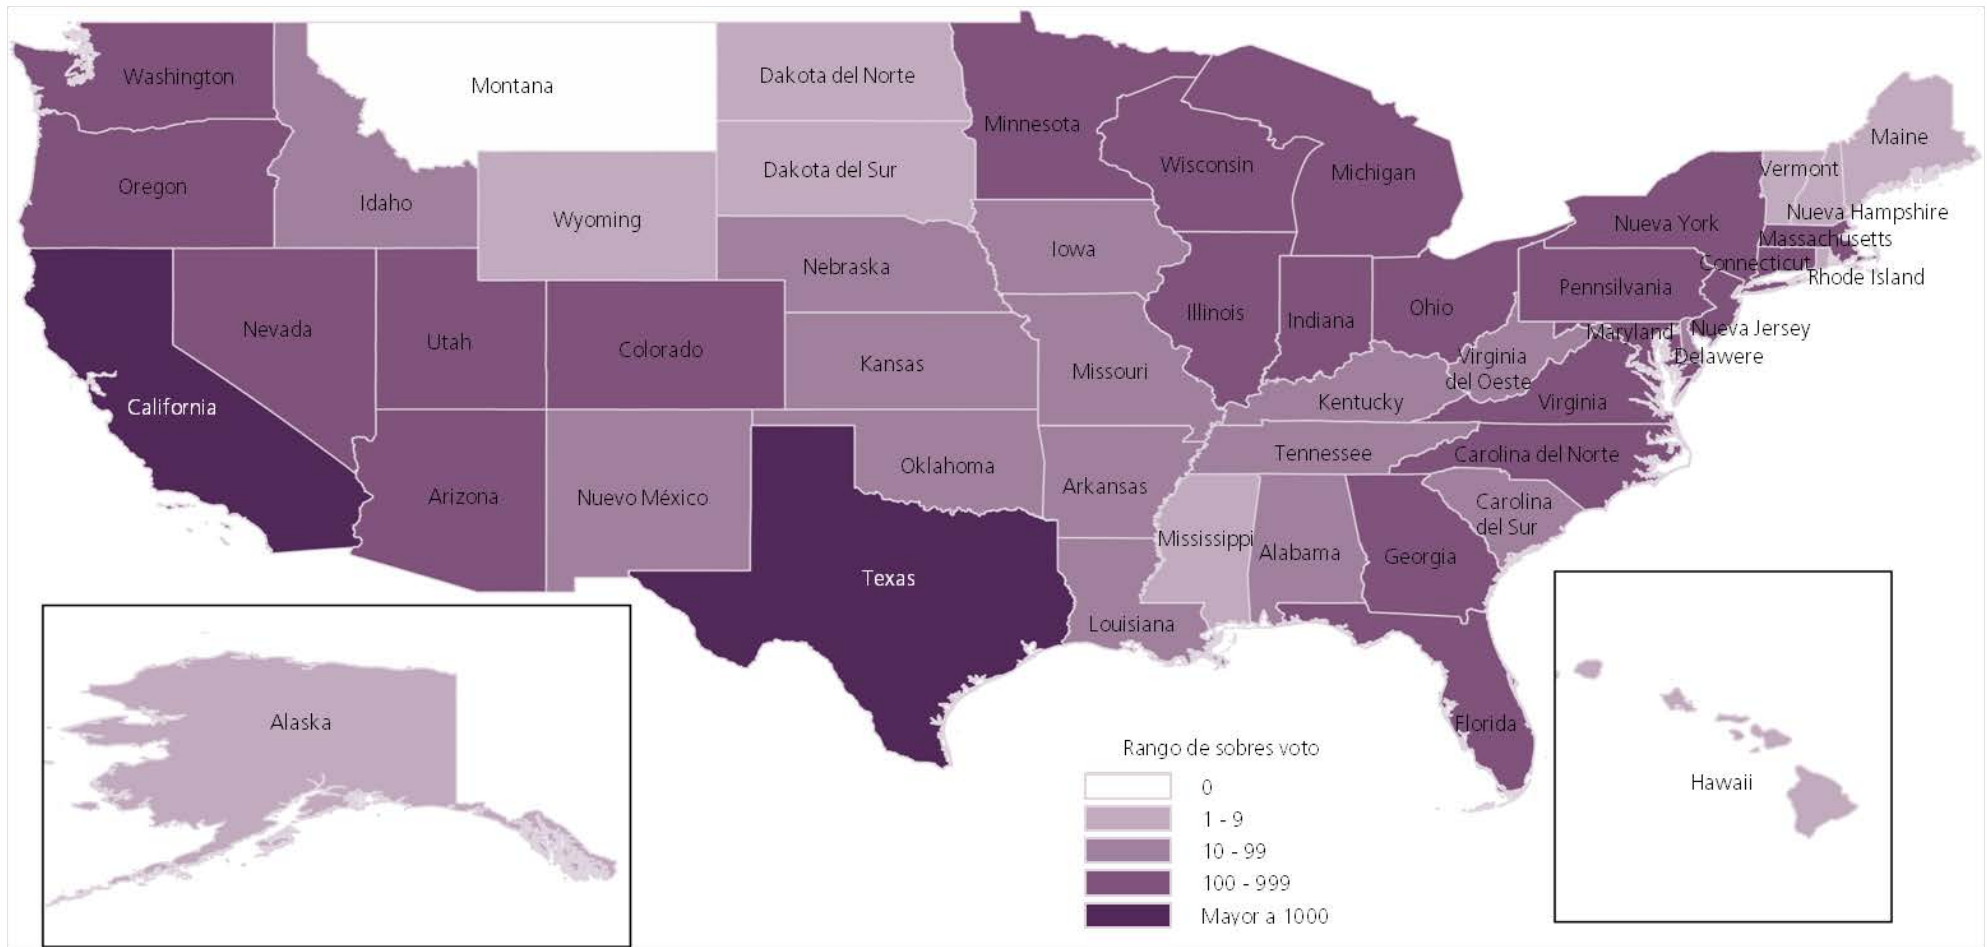 Washington
Montana
Dakota del Norte
Minnesota
Maine
Oregon
Idaho
Wyoming
Dakota del Sur
Wisconsin
Michigan
Vermont
Nueva York
Nueva Hampshire
Massachusetts
Connecticut
Rhode Island
Nebraska
Iowa
Illinois
Indiana
Ohio
Pennsilvania
Nevada
Utah
Colorado
Kansas
Missouri
Maryland
Nueva Jersey
Delawere
Virginia
del Oeste
Kentucky
Virginia
California
Arizona
Nuevo México
Oklahoma
Arkansas
Tennessee
Carolina del Norte
Carolina
del Sur
Mississippi
Alabama
Georgia
Texas
Louisiana
Florida
Alaska
Hawaii
Rango de sobres voto
0
1 - 9
10 - 99
100 - 999
Mayor a 1000